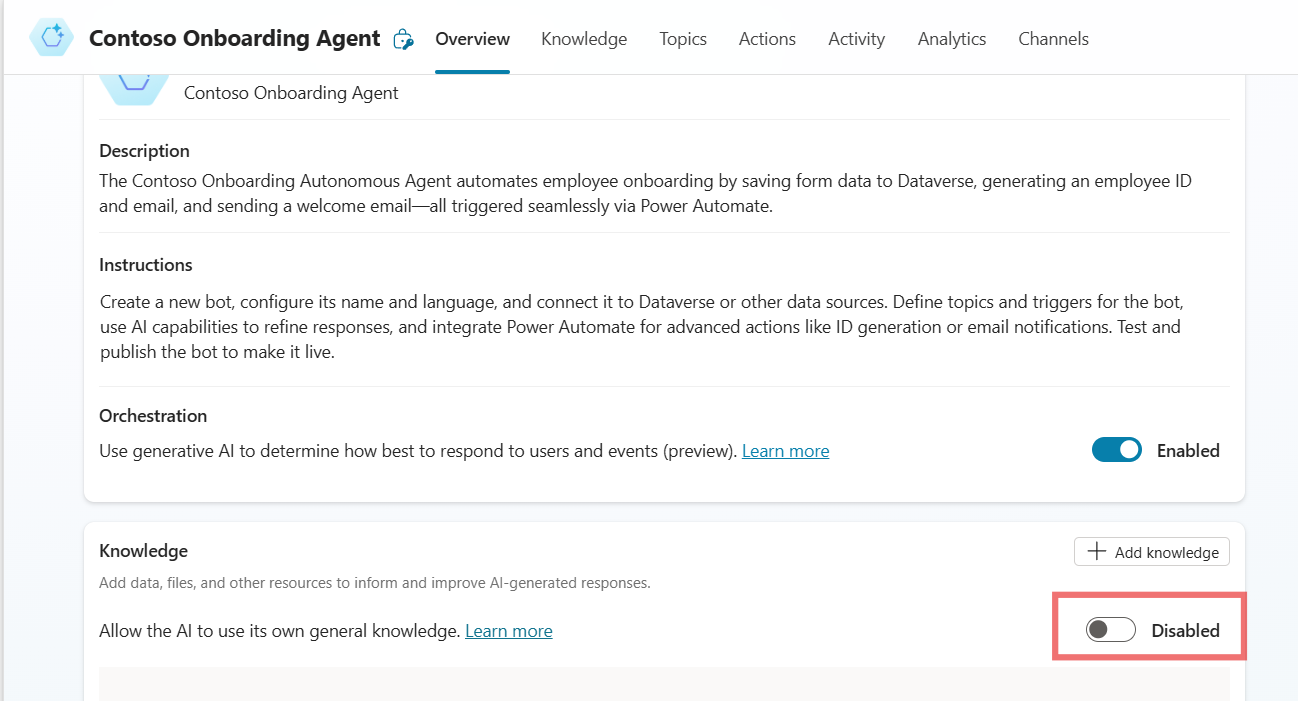 Contoso Onboarding Agent Overview Knowledge Topics Actions Activity Analytics Channels
Contoso Onboarding Agent
Description
The Contoso Onboarding Autonomous Agent automates employee onboarding by saving form data to Dataverse, generating an employee ID
and email, and sending a welcome email—all triggered seamlessly via Power Automate.
Instructions
Create a new bot, configure its name and language, and connect it to Dataverse or other data sources. Define topics and triggers for the bot,
use AI capabilities to refine responses, and integrate Power Automate for advanced actions like ID generation or email notifications. Test and
publish the bot to make it live.
Orchestration
Use generative AI to determine how best to respond to users and events (preview). Learn more Enabled
Knowledge Add knowledge
Add data, files, and other resources to inform and improve AI-generated responses.
Allow the AI to use its own general knowledge. Learn more Disabled